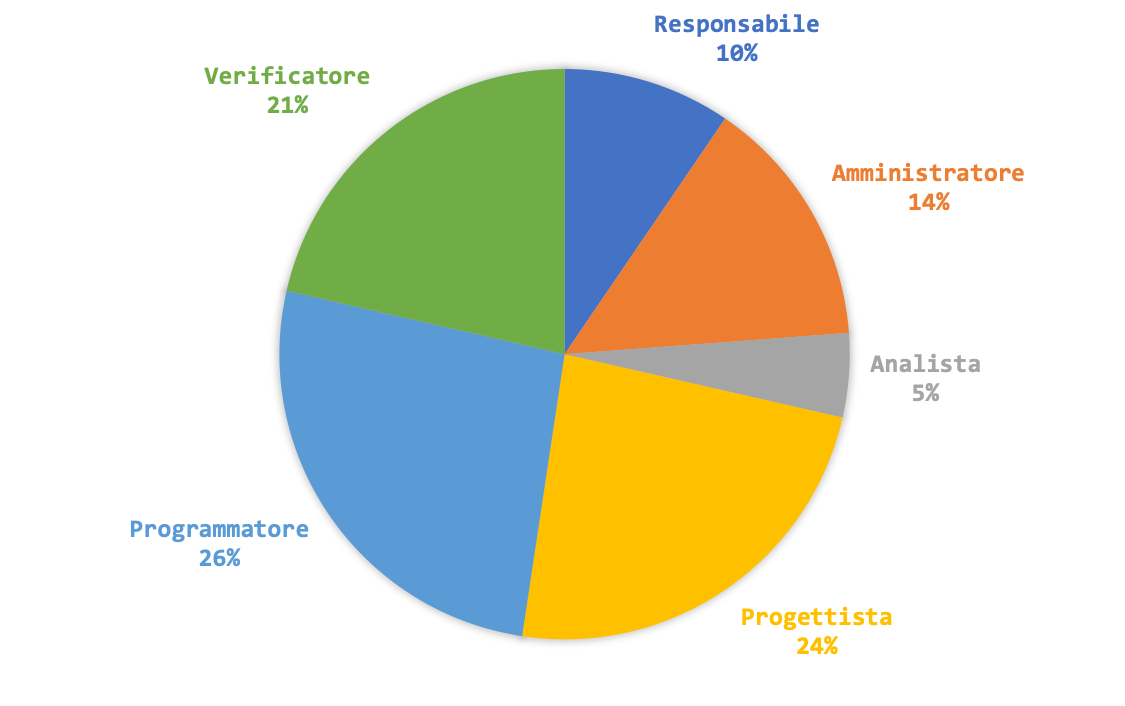 Responsabile
10%
Verificatore
21%
Amministratore
14%
Analista
5%
Programmatore
26%
Progettista
24%